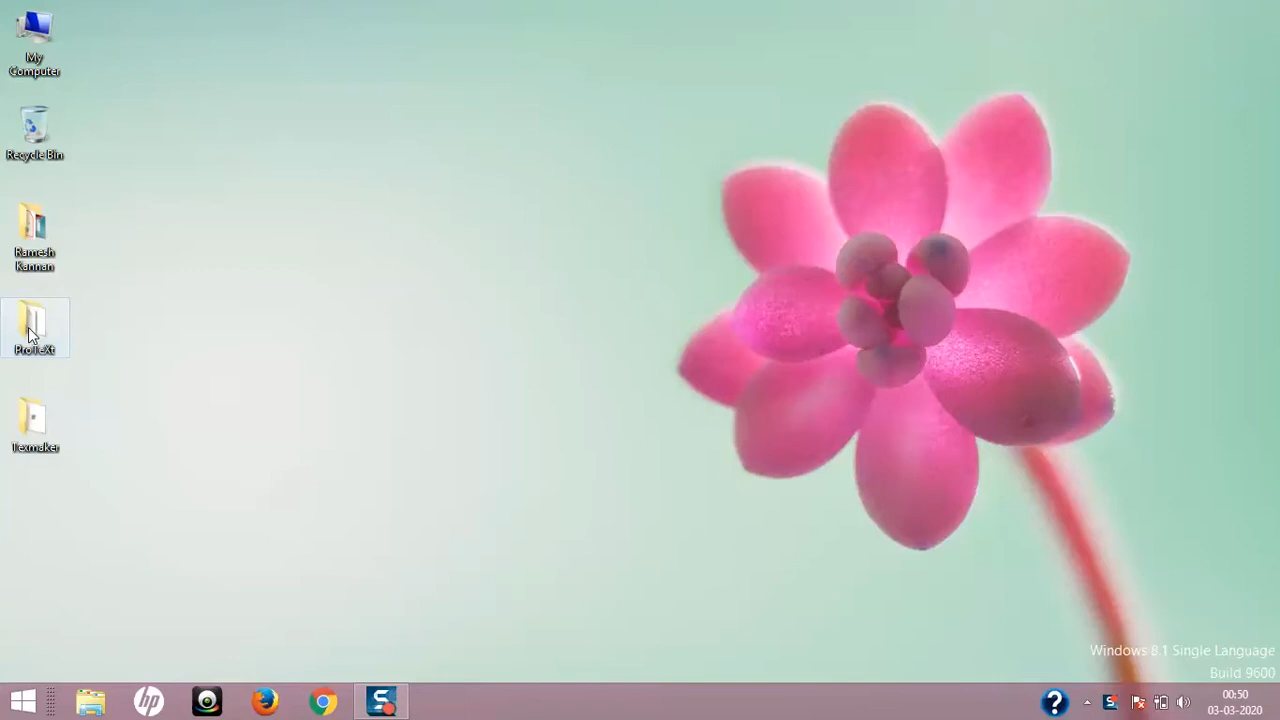 My
Computer
Recycle Bin
Ramesh
Kannan
ProTeXt
Texmaker
Windows 8.1 Single Language
Build 9600
hp
S
?
S
00:50
03-03-2020